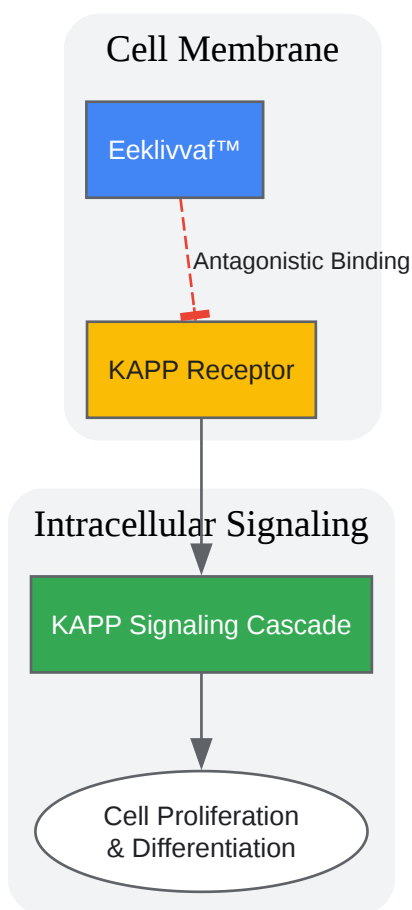 Cell Membrane
Eeklivvaf™
Antagonistic Binding
KAPP Receptor
Intracellular Signaling
KAPP Signaling Cascade
Cell Proliferation
& Differentiation